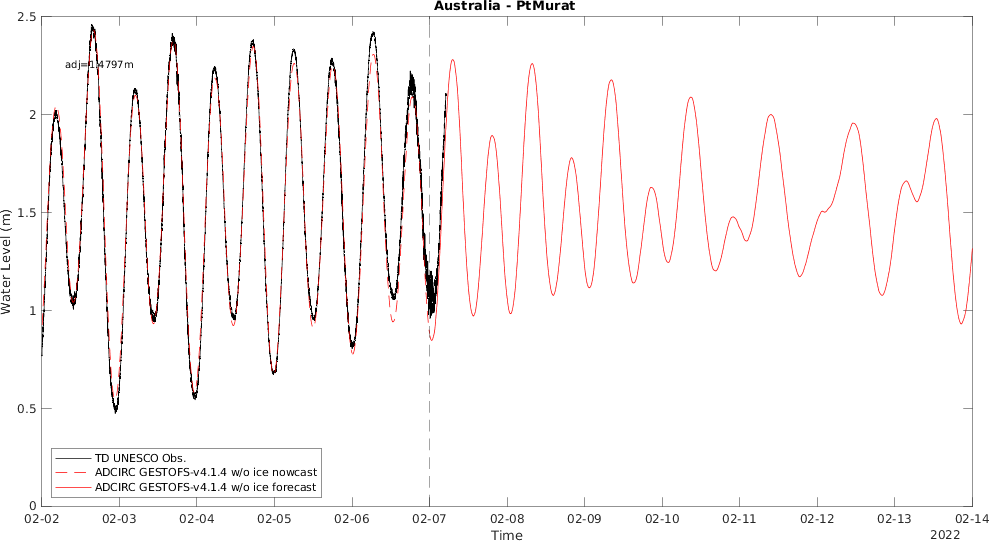 Australia - PtMurat
2.5
2
1.5
1
0.5
0
Water Level (m)
adj=1.4797m
TD UNESCO Obs.
ADCIRC GESTOFS-v4.1.4 w/o ice nowcast
ADCIRC GESTOFS-v4.1.4 w/o ice forecast
02-02 02-03 02-04 02-05 02-06 02-07 02-08 02-09 02-10 02-11 02-12 02-13 02-14
Time
2022